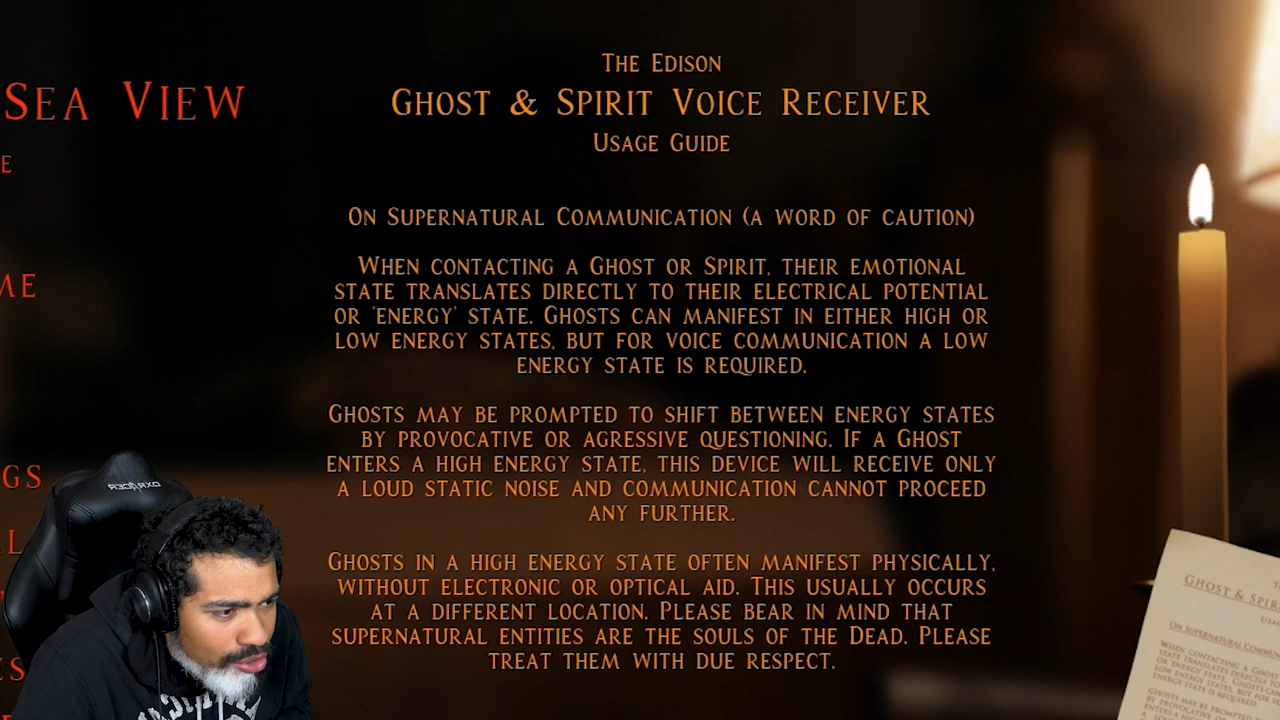 The Edison
Sea View
Ghost & Spirit Voice Receiver
Usage Guide
On Supernatural Communication (a word of caution)
When contacting a Ghost or Spirit, their emotional
state translates directly to their electrical potential
or 'energy' state. Ghosts can manifest in either high or
low energy states, but for voice communication a low
energy state is required.
Ghosts may be prompted to shift between energy states
by provocative or agressive questioning. If a Ghost
enters a high energy state, this device will receive only
a loud static noise and communication cannot proceed
any further.
Ghosts in a high energy state often manifest physically,
without electronic or optical aid. This usually occurs
at a different location. Please bear in mind that
supernatural entities are the souls of the Dead. Please
treat them with due respect.
DXRACER